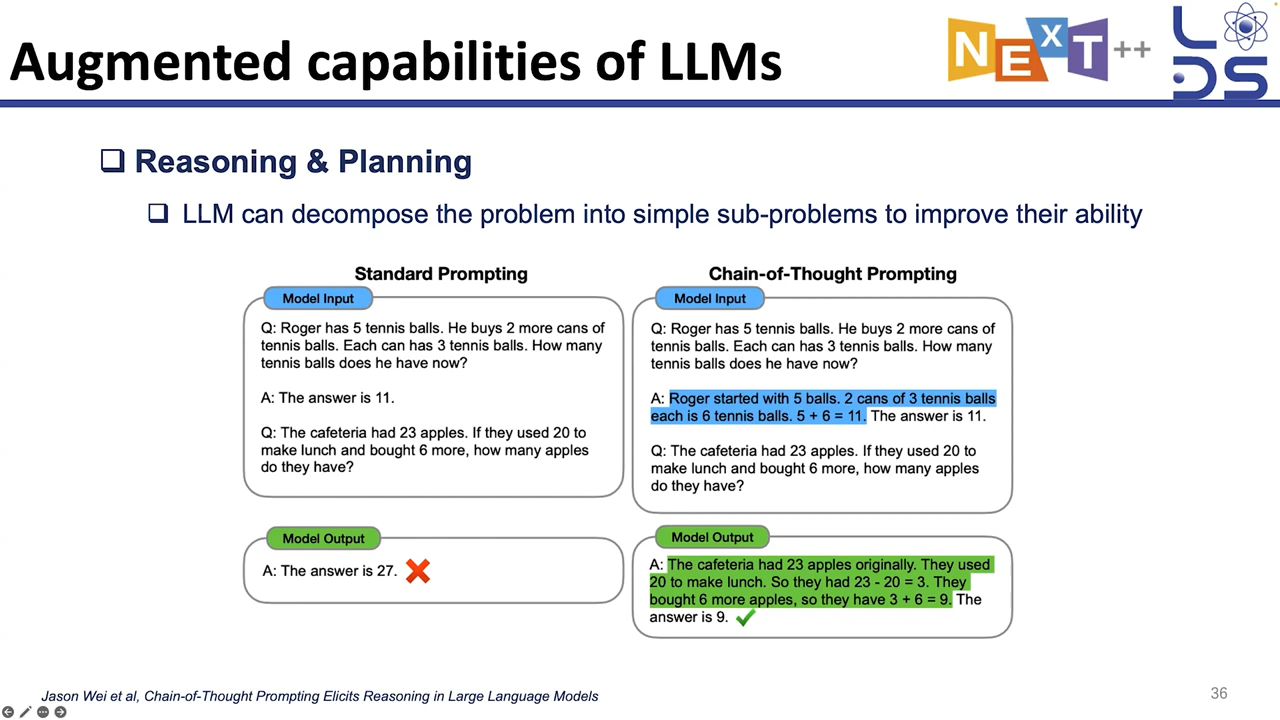 Augmented capabilities of LLMs
NExT++
LDS
Reasoning & Planning
LLM can decompose the problem into simple sub-problems to improve their ability
Standard Prompting
Model Input
Q: Roger has 5 tennis balls. He buys 2 more cans of
tennis balls. Each can has 3 tennis balls. How many
tennis balls does he have now?
A: The answer is 11.
Q: The cafeteria had 23 apples. If they used 20 to
make lunch and bought 6 more, how many apples
do they have?
Model Output
A: The answer is 27.
Chain-of-Thought Prompting
Model Input
Q: Roger has 5 tennis balls. He buys 2 more cans of
tennis balls. Each can has 3 tennis balls. How many
tennis balls does he have now?
A: Roger started with 5 balls. 2 cans of 3 tennis balls
each is 6 tennis balls. 5 + 6 = 11. The answer is 11.
Q: The cafeteria had 23 apples. If they used 20 to
make lunch and bought 6 more, how many apples
do they have?
Model Output
A: The cafeteria had 23 apples originally. They used
20 to make lunch. So they had 23 - 20 = 3. They
bought 6 more apples, so they have 3 + 6 = 9. The
answer is 9.
Jason Wei et al, Chain-of-Thought Prompting Elicits Reasoning in Large Language Models
36